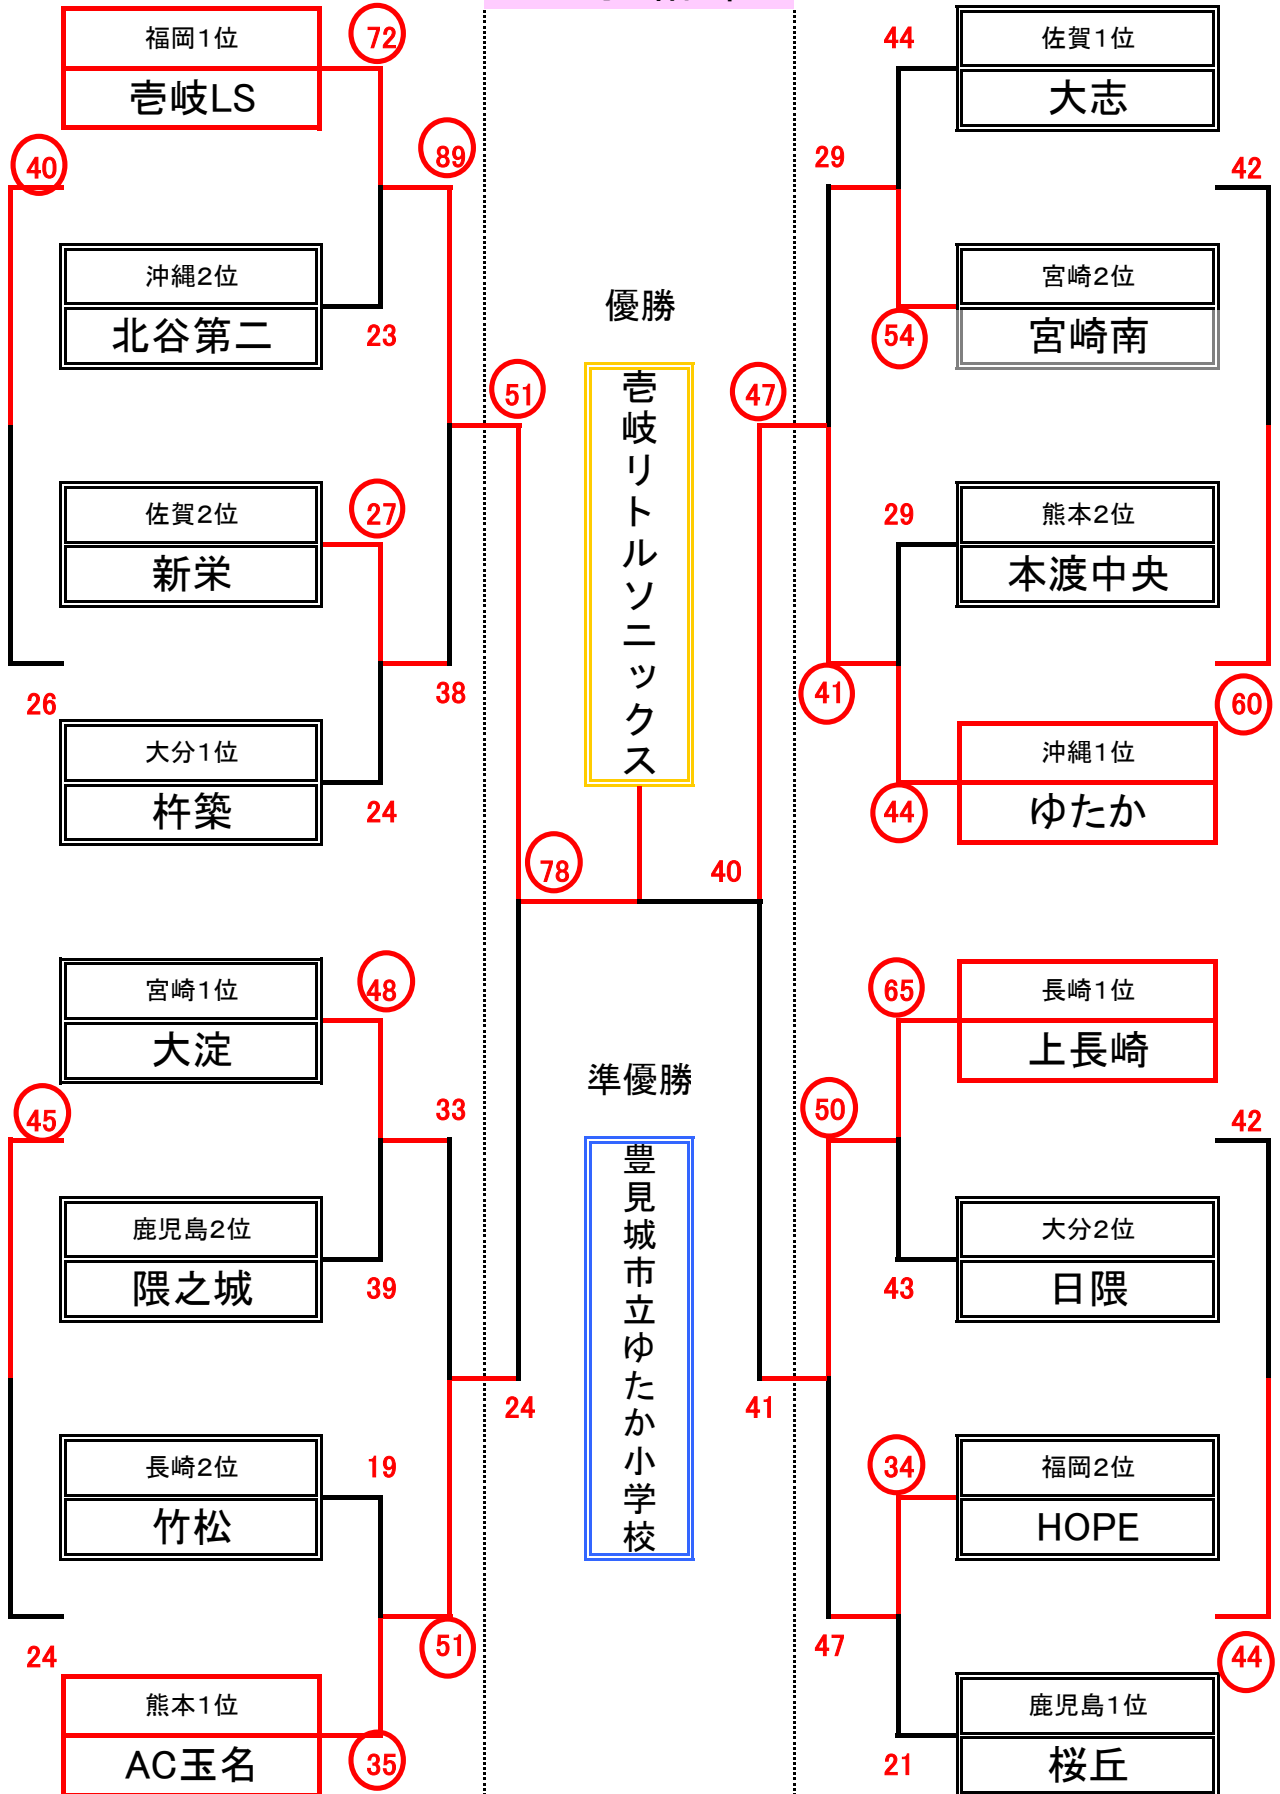 福岡1位
72
壱岐LS
40
89
沖縄2位
北谷第二
23
佐賀2位
27
新栄
26
38
大分1位
杵築
24
宮崎1位
48
大淀
45
33
鹿児島2位
隈之城
39
長崎2位
19
竹松
24
51
熊本1位
AC玉名
35
優勝
51
47
壱岐リトルソニックス
78
40
準優勝
豊見城市立ゆたか小学校
24
41
44
佐賀1位
大志
29
42
宮崎2位
54
宮崎南
29
熊本2位
本渡中央
41
60
沖縄1位
44
ゆたか
65
長崎1位
上長崎
50
42
大分2位
43
日隈
34
福岡2位
HOPE
47
44
鹿児島1位
21
桜丘